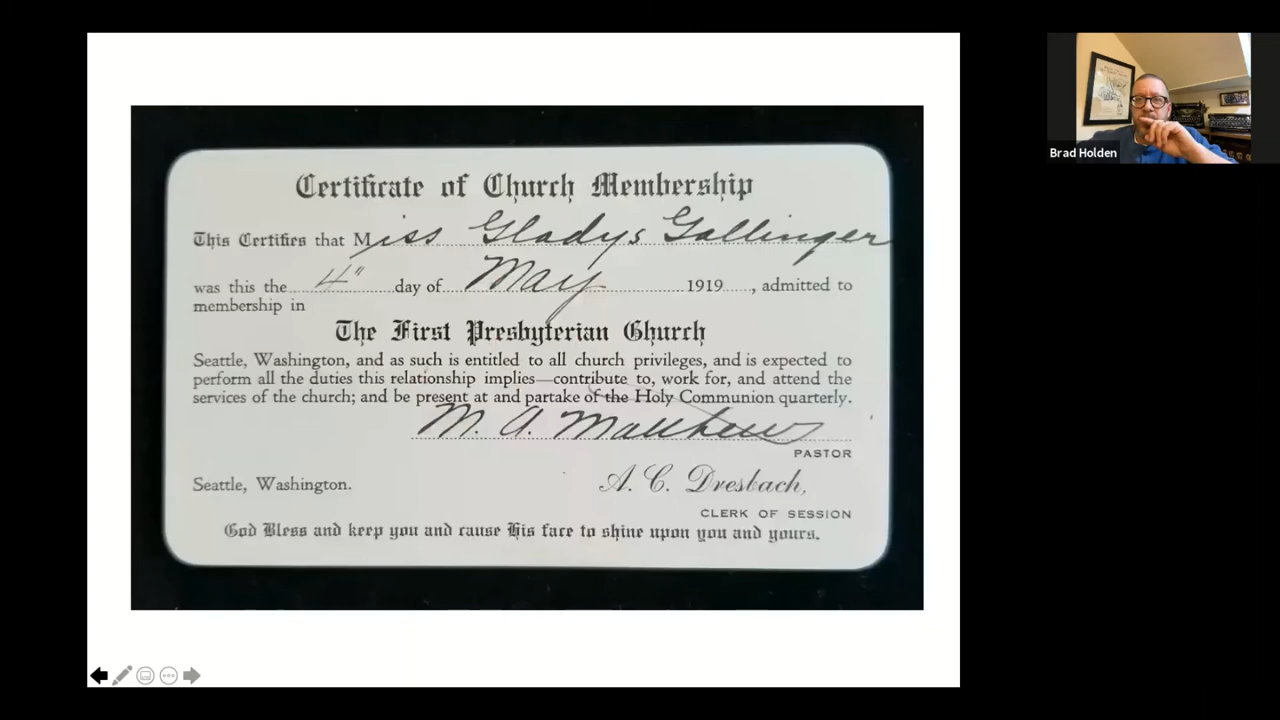 Certificate of Church Membership
This Certifies that Miss Gladys Gallinger
was this the 4" day of May 1919, admitted to
membership in
The First Presbyterian Church
Seattle, Washington, and as such is entitled to all church privileges, and is expected to
perform all the duties this relationship implies—contribute to, work for, and attend the
services of the church; and be present at and partake of the Holy Communion quarterly.
M. A. Matthews
PASTOR
Seattle, Washington.
A. C. Dresbach,
CLERK OF SESSION
God Bless and keep you and cause His face to shine upon you and yours.
Brad Holden